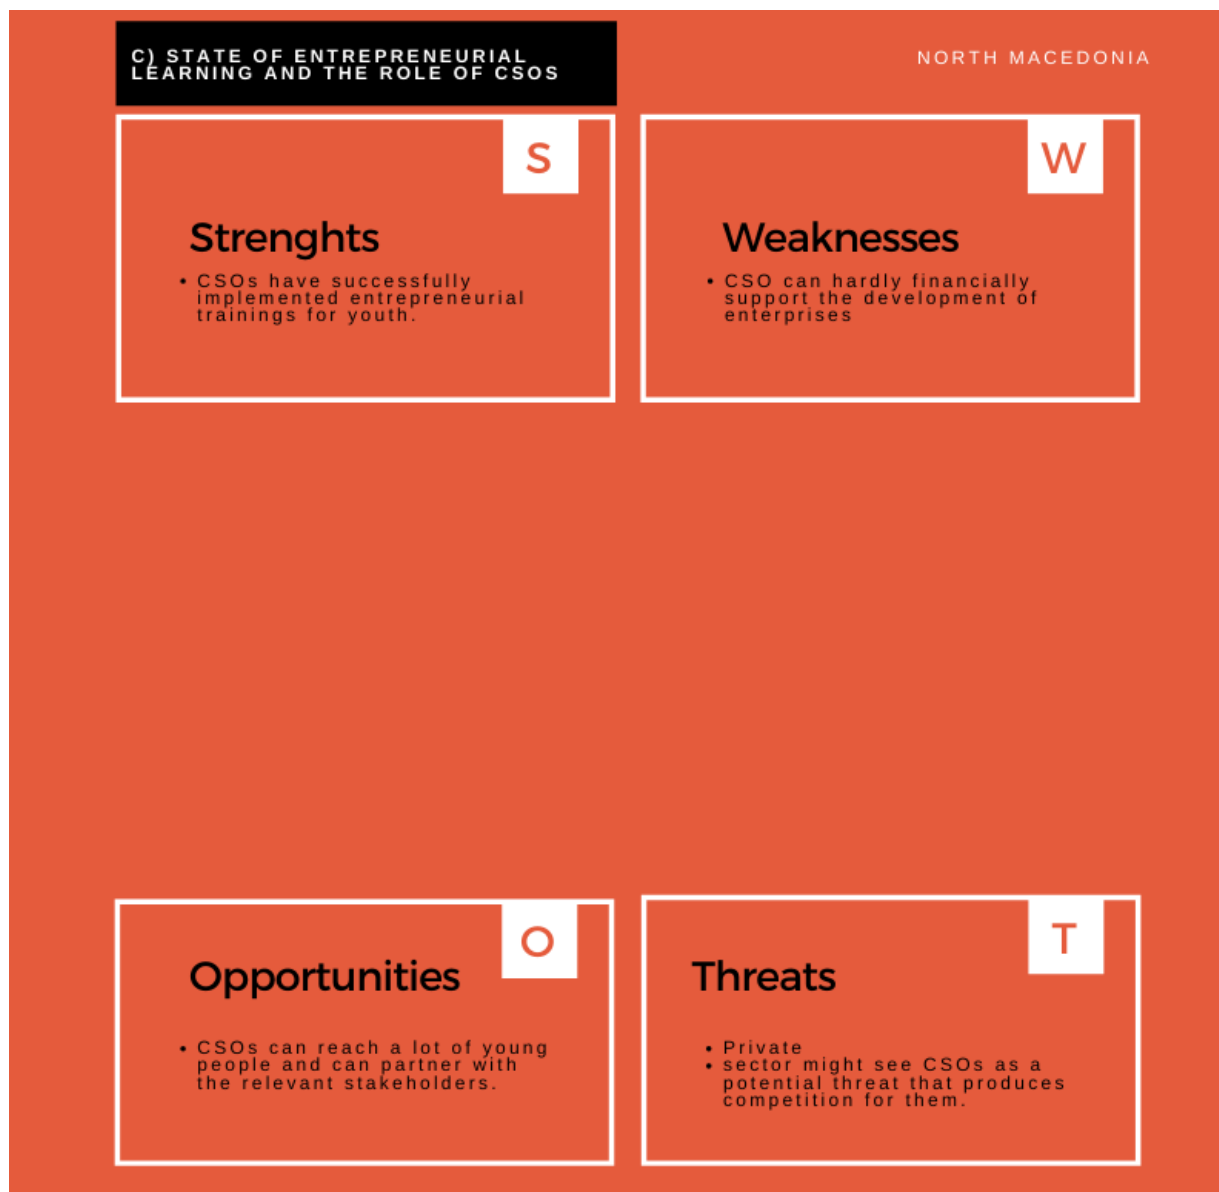 C) STATE OF ENTREPRENEURIAL
LEARNING AND THE ROLE OF CSOS
NORTH MACEDONIA
S
Strenghts
• CSOs have successfully
implemented entrepreneurial
trainings for youth.
W
Weaknesses
• CSO can hardly financially
support the development of
enterprises
O
Opportunities
• CSOs can reach a lot of young
people and can partner with
the relevant stakeholders.
T
Threats
• Private
• sector might see CSOs as a
potential threat that produces
competition for them.